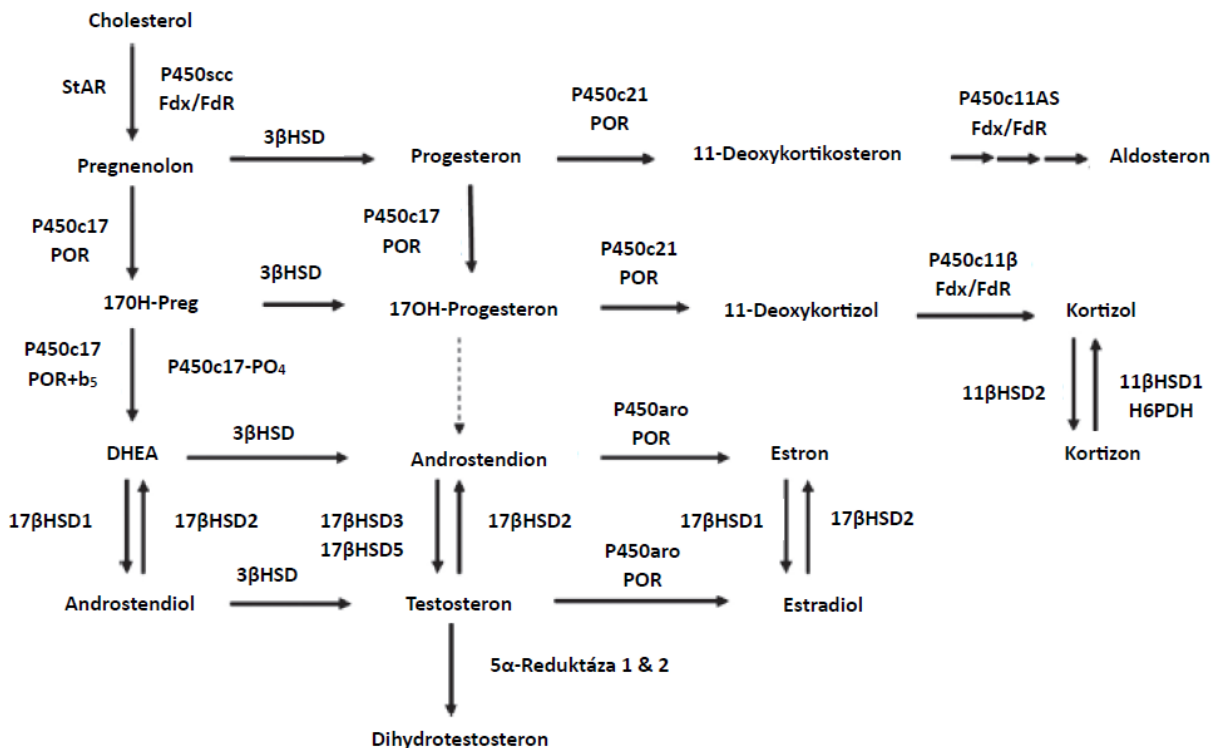 Cholesterol
StAR
P450scc
Fdx/FdR
Pregnenolon
3βHSD
Progesteron
P450c21
POR
11-Deoxykortikosteron
P450c11AS
Fdx/FdR
Aldosteron
P450c17
POR
P450c17
POR
170H-Preg
3βHSD
17OH-Progesteron
P450c21
POR
11-Deoxykortizol
P450c11β
Fdx/FdR
Kortizol
P450c17
POR+b₅
P450c17-PO₄
11βHSD2
11βHSD1
H6PDH
DHEA
3βHSD
Androstendion
P450aro
POR
Estron
Kortizon
17βHSD1
17βHSD2
17βHSD3
17βHSD5
17βHSD2
17βHSD1
17βHSD2
Androstendiol
3βHSD
Testosteron
P450aro
POR
Estradiol
5α-Reduktáza 1 & 2
Dihydrotestosteron